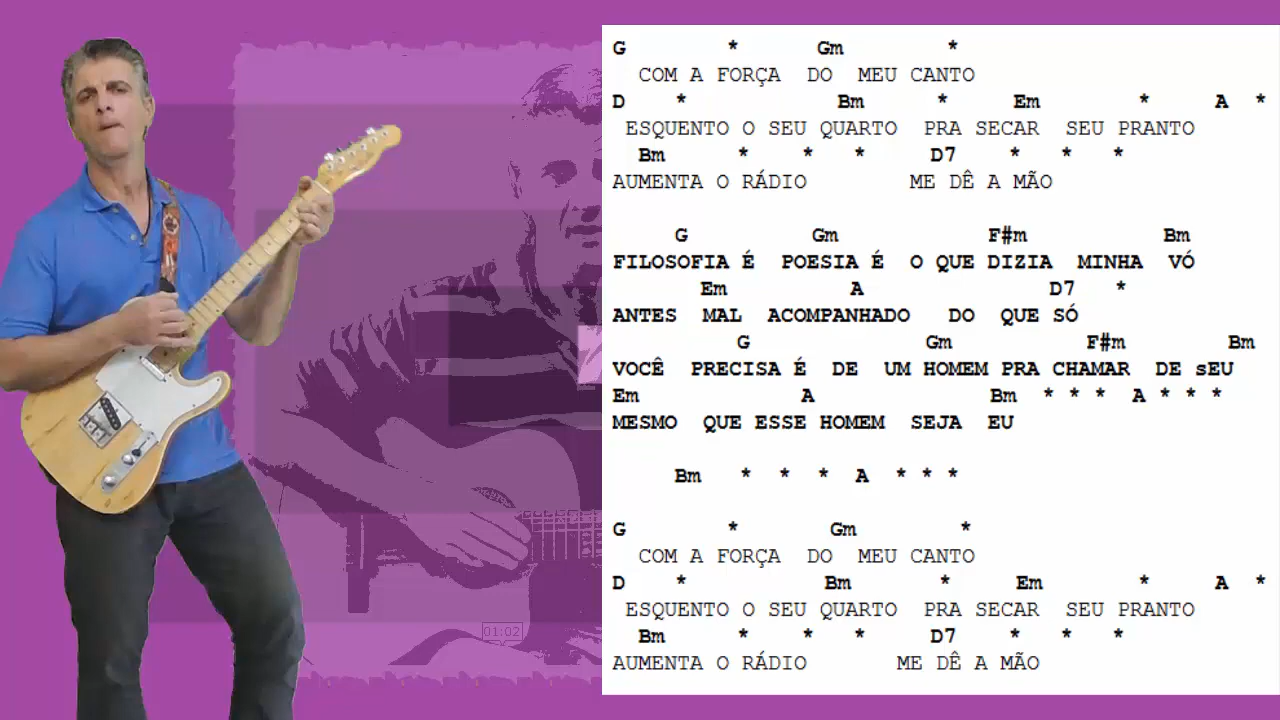 G * Gm *
COM A FORÇA DO MEU CANTO
D * Bm * Em * A *
ESQUENTO O SEU QUARTO PRA SECAR SEU PRANTO
Bm * * * D7 * * *
AUMENTA O RÁDIO ME DÊ A MÃO
G Gm F#m Bm
FILOSOFIA É POESIA É O QUE DIZIA MINHA VÓ
Em A D7 *
ANTES MAL ACOMPANHADO DO QUE SÓ
G Gm F#m Bm
VOCÊ PRECISA É DE UM HOMEM PRA CHAMAR DE sEU
Em A Bm * * * A * * *
MESMO QUE ESSE HOMEM SEJA EU
Bm * * * A * * *
G * Gm *
COM A FORÇA DO MEU CANTO
D * Bm * Em * A *
ESQUENTO O SEU QUARTO PRA SECAR SEU PRANTO
Bm * * * D7 * * *
AUMENTA O RÁDIO ME DÊ A MÃO
01:02